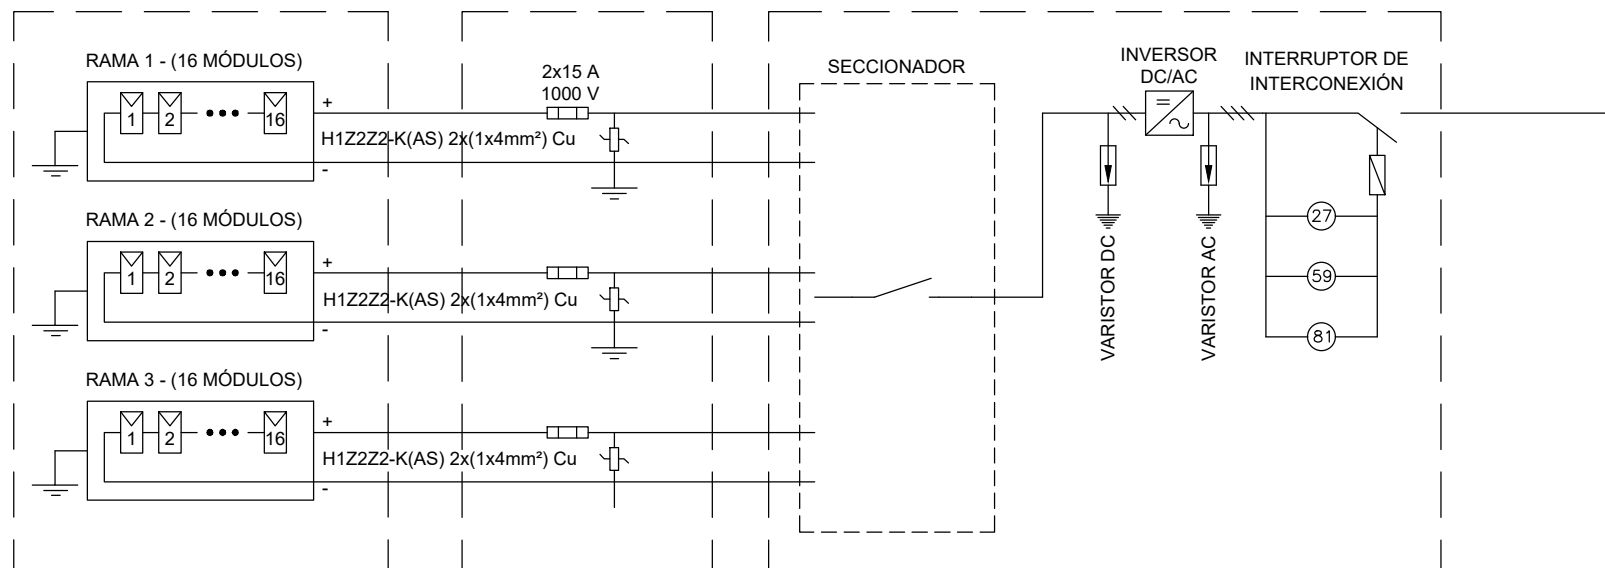 RAMA 1 - (16 MÓDULOS)
1 2 16
+
-
H1Z2Z2-K(AS) 2x(1x4mm²) Cu
2x15 A
1000 V
RAMA 2 - (16 MÓDULOS)
1 2 16
+
-
H1Z2Z2-K(AS) 2x(1x4mm²) Cu
RAMA 3 - (16 MÓDULOS)
1 2 16
+
-
H1Z2Z2-K(AS) 2x(1x4mm²) Cu
SECCIONADOR
INVERSOR
DC/AC
INTERRUPTOR DE
INTERCONEXIÓN
VARISTOR DC
VARISTOR AC
27
59
81